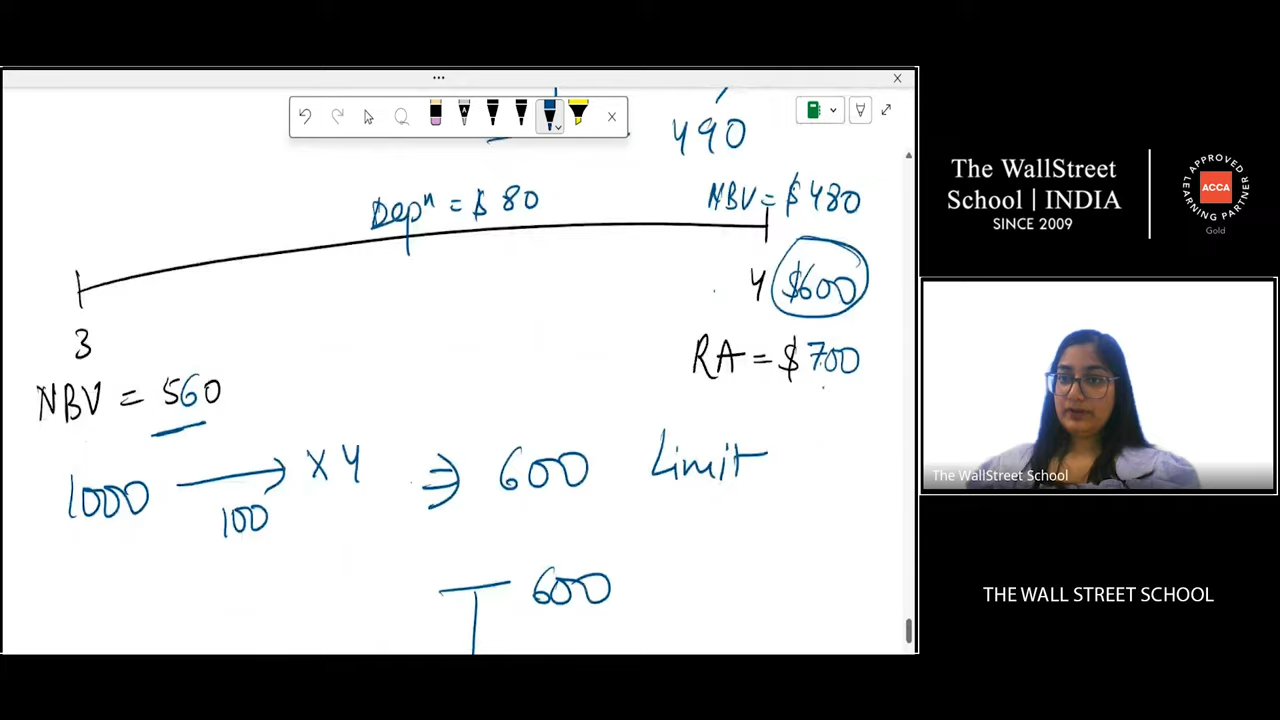 490
Depⁿ = $80
NBV = $480
4 $600
3
RA = $700
NBV = 560
1000 → x4 ⇒ 600 Limit
100
600
The WallStreet
School | INDIA
SINCE 2009
APPROVED
LEARNING PARTNER
ACCA
Gold
The WallStreet School
THE WALL STREET SCHOOL